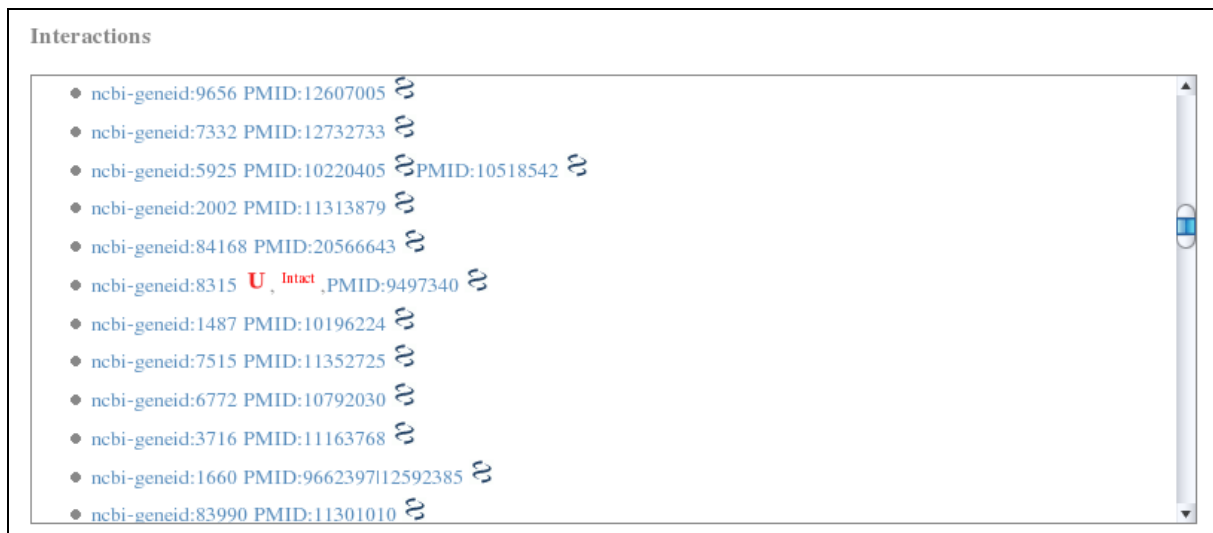 Interactions
ncbi-geneid:9656 PMID:12607005
ncbi-geneid:7332 PMID:12732733
ncbi-geneid:5925 PMID:10220405 PMID:10518542
ncbi-geneid:2002 PMID:11313879
ncbi-geneid:84168 PMID:20566643
ncbi-geneid:8315 U , Intact ,PMID:9497340
ncbi-geneid:1487 PMID:10196224
ncbi-geneid:7515 PMID:11352725
ncbi-geneid:6772 PMID:10792030
ncbi-geneid:3716 PMID:11163768
ncbi-geneid:1660 PMID:9662397|12592385
ncbi-geneid:83990 PMID:11301010